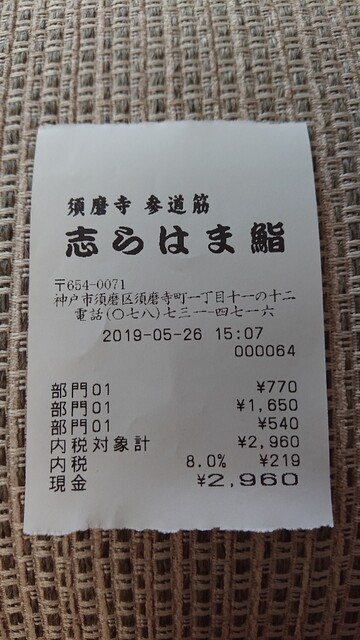 須磨寺 参道筋
志らはま鮨
〒654-0071
神戸市須磨区須磨寺町一丁目十一の十二
電話(〇七八)七三一-四七一六
2019-05-26 15:07
000064
部門01 ¥770
部門01 ¥1,650
部門01 ¥540
内税対象計 ¥2,960
内税 8.0% ¥219
現金 ¥2,960